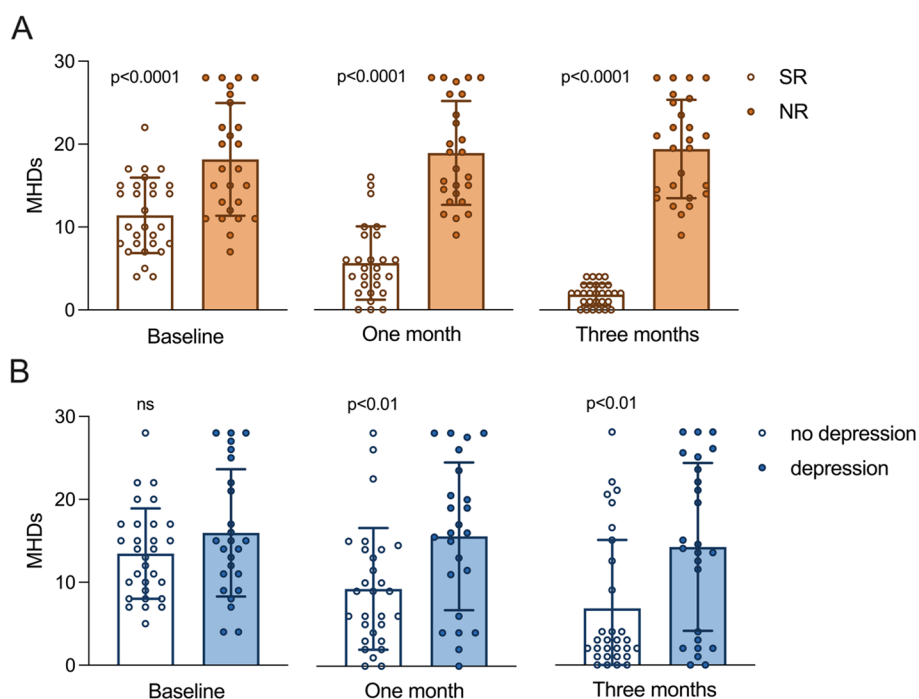 A
30
20
10
0
MHDs
p<0.0001
p<0.0001
p<0.0001
SR
NR
Baseline
One month
Three months
B
30
20
10
0
MHDs
ns
p<0.01
p<0.01
no depression
depression
Baseline
One month
Three months